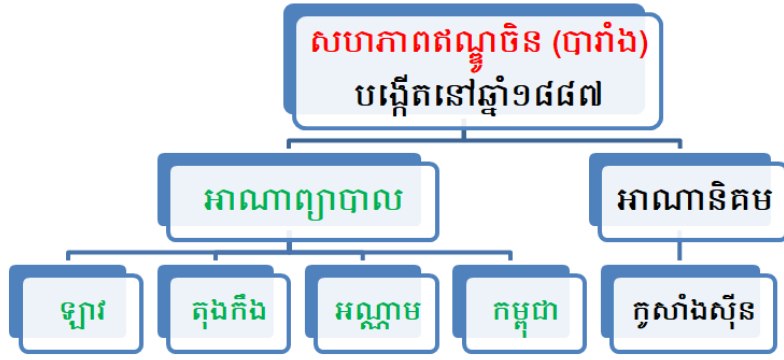 សហភាពឥណ្ឌូចិន (បារាំង)
បង្កើតនៅឆ្នាំ១៨៨៧
អាណាព្យាបាល
អាណានិគម
ឡាវ
តុងកឹង
អណ្ណាម
កម្ពុជា
កូសាំងស៊ីន